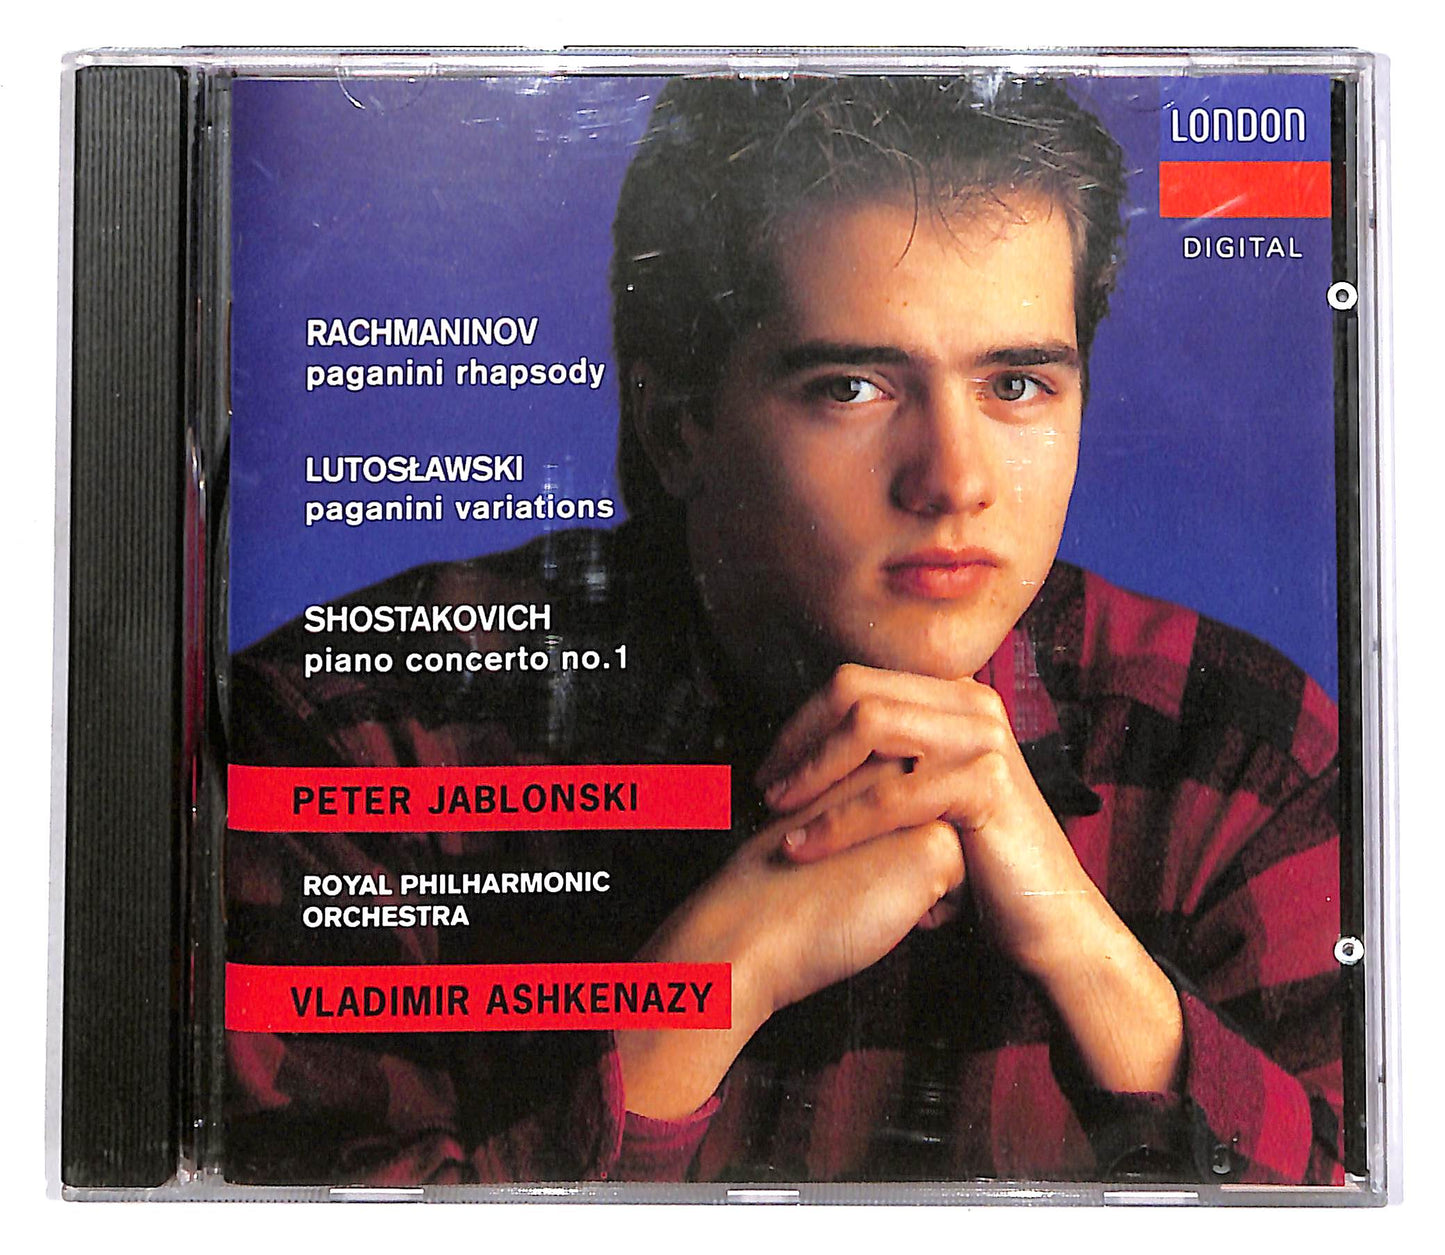 LONDON
DIGITAL
RACHMANINOV
paganini rhapsody
LUTOSŁAWSKI
paganini variations
SHOSTAKOVICH
piano concerto no.1
PETER JABLONSKI
ROYAL PHILHARMONIC
ORCHESTRA
VLADIMIR ASHKENAZY